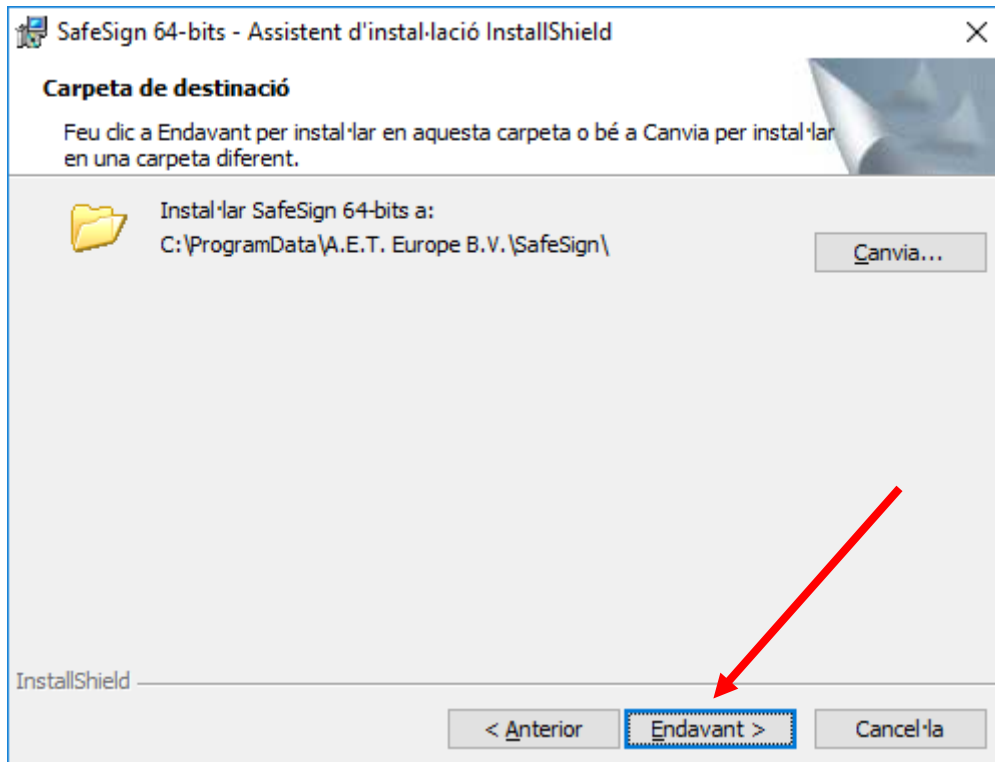 SafeSign 64-bits - Assistent d'instal·lació InstallShield
Carpeta de destinació
Feu clic a Endavant per instal·lar en aquesta carpeta o bé a Canvia per instal·lar
en una carpeta diferent.
Instal·lar SafeSign 64-bits a:
C:\ProgramData\A.E.T. Europe B.V.\SafeSign\
Canvia...
InstallShield
< Anterior
Endavant >
Cancel·la